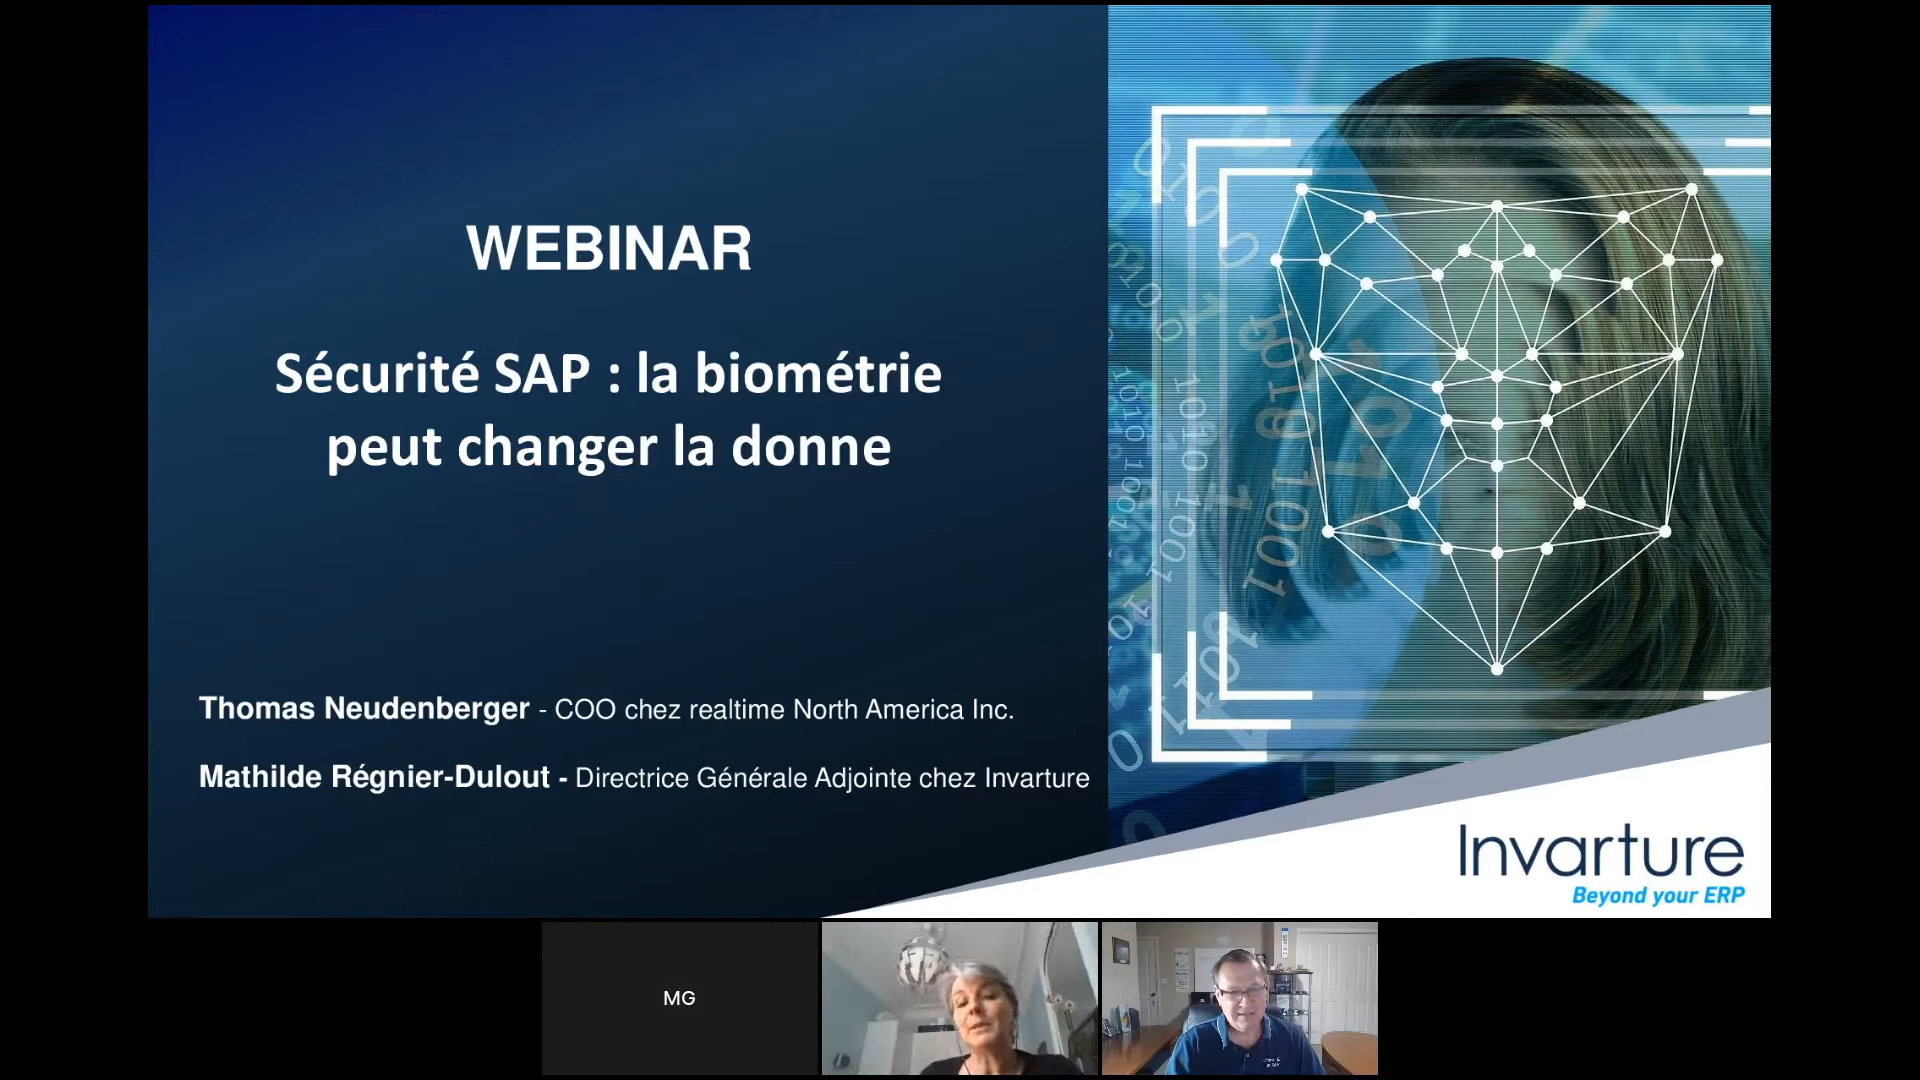 WEBINAR
Sécurité SAP : la biométrie
peut changer la donne
Thomas Neudenberger - COO chez realtime North America Inc.
Mathilde Régnier-Dulout - Directrice Générale Adjointe chez Invarture
Invarture
Beyond your ERP
MG